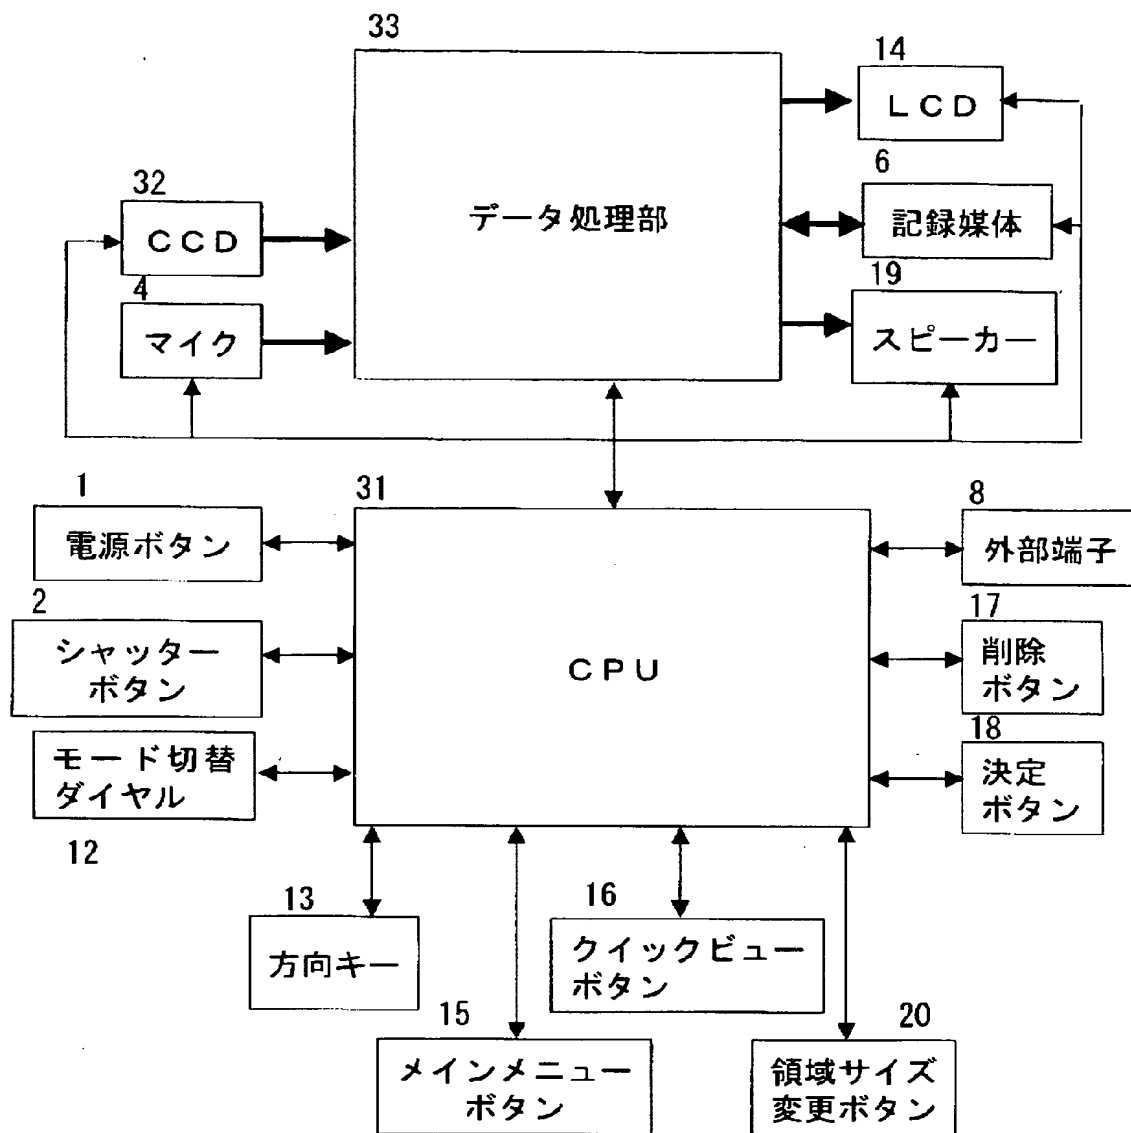 33
14
LCD
6
32
データ処理部
記録媒体
CCD
4
19
マイク
スピーカー
1
31
8
電源ボタン
外部端子
2
17
シャッター
ボタン
CPU
削除
ボタン
18
モード切替
ダイヤル
決定
ボタン
12
13
16
方向キー
クイックビュー
ボタン
15
20
メインメニュー
ボタン
領域サイズ
変更ボタン